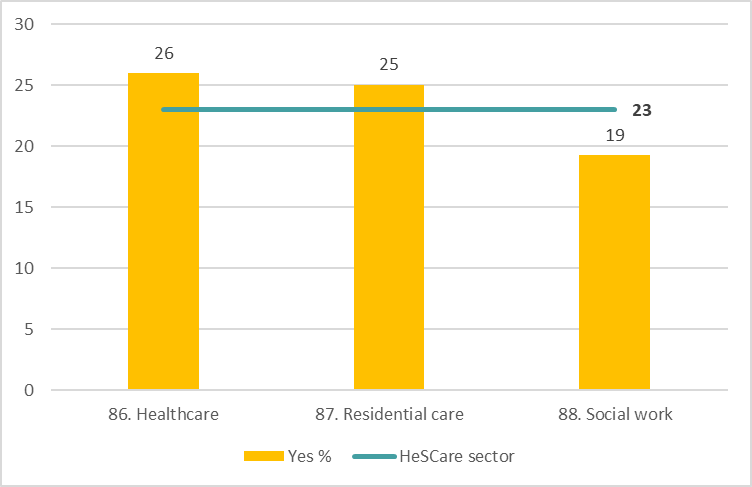 30
25
20
15
10
5
0
26
25
23
19
86. Healthcare
87. Residential care
88. Social work
Yes %
HeSCare sector